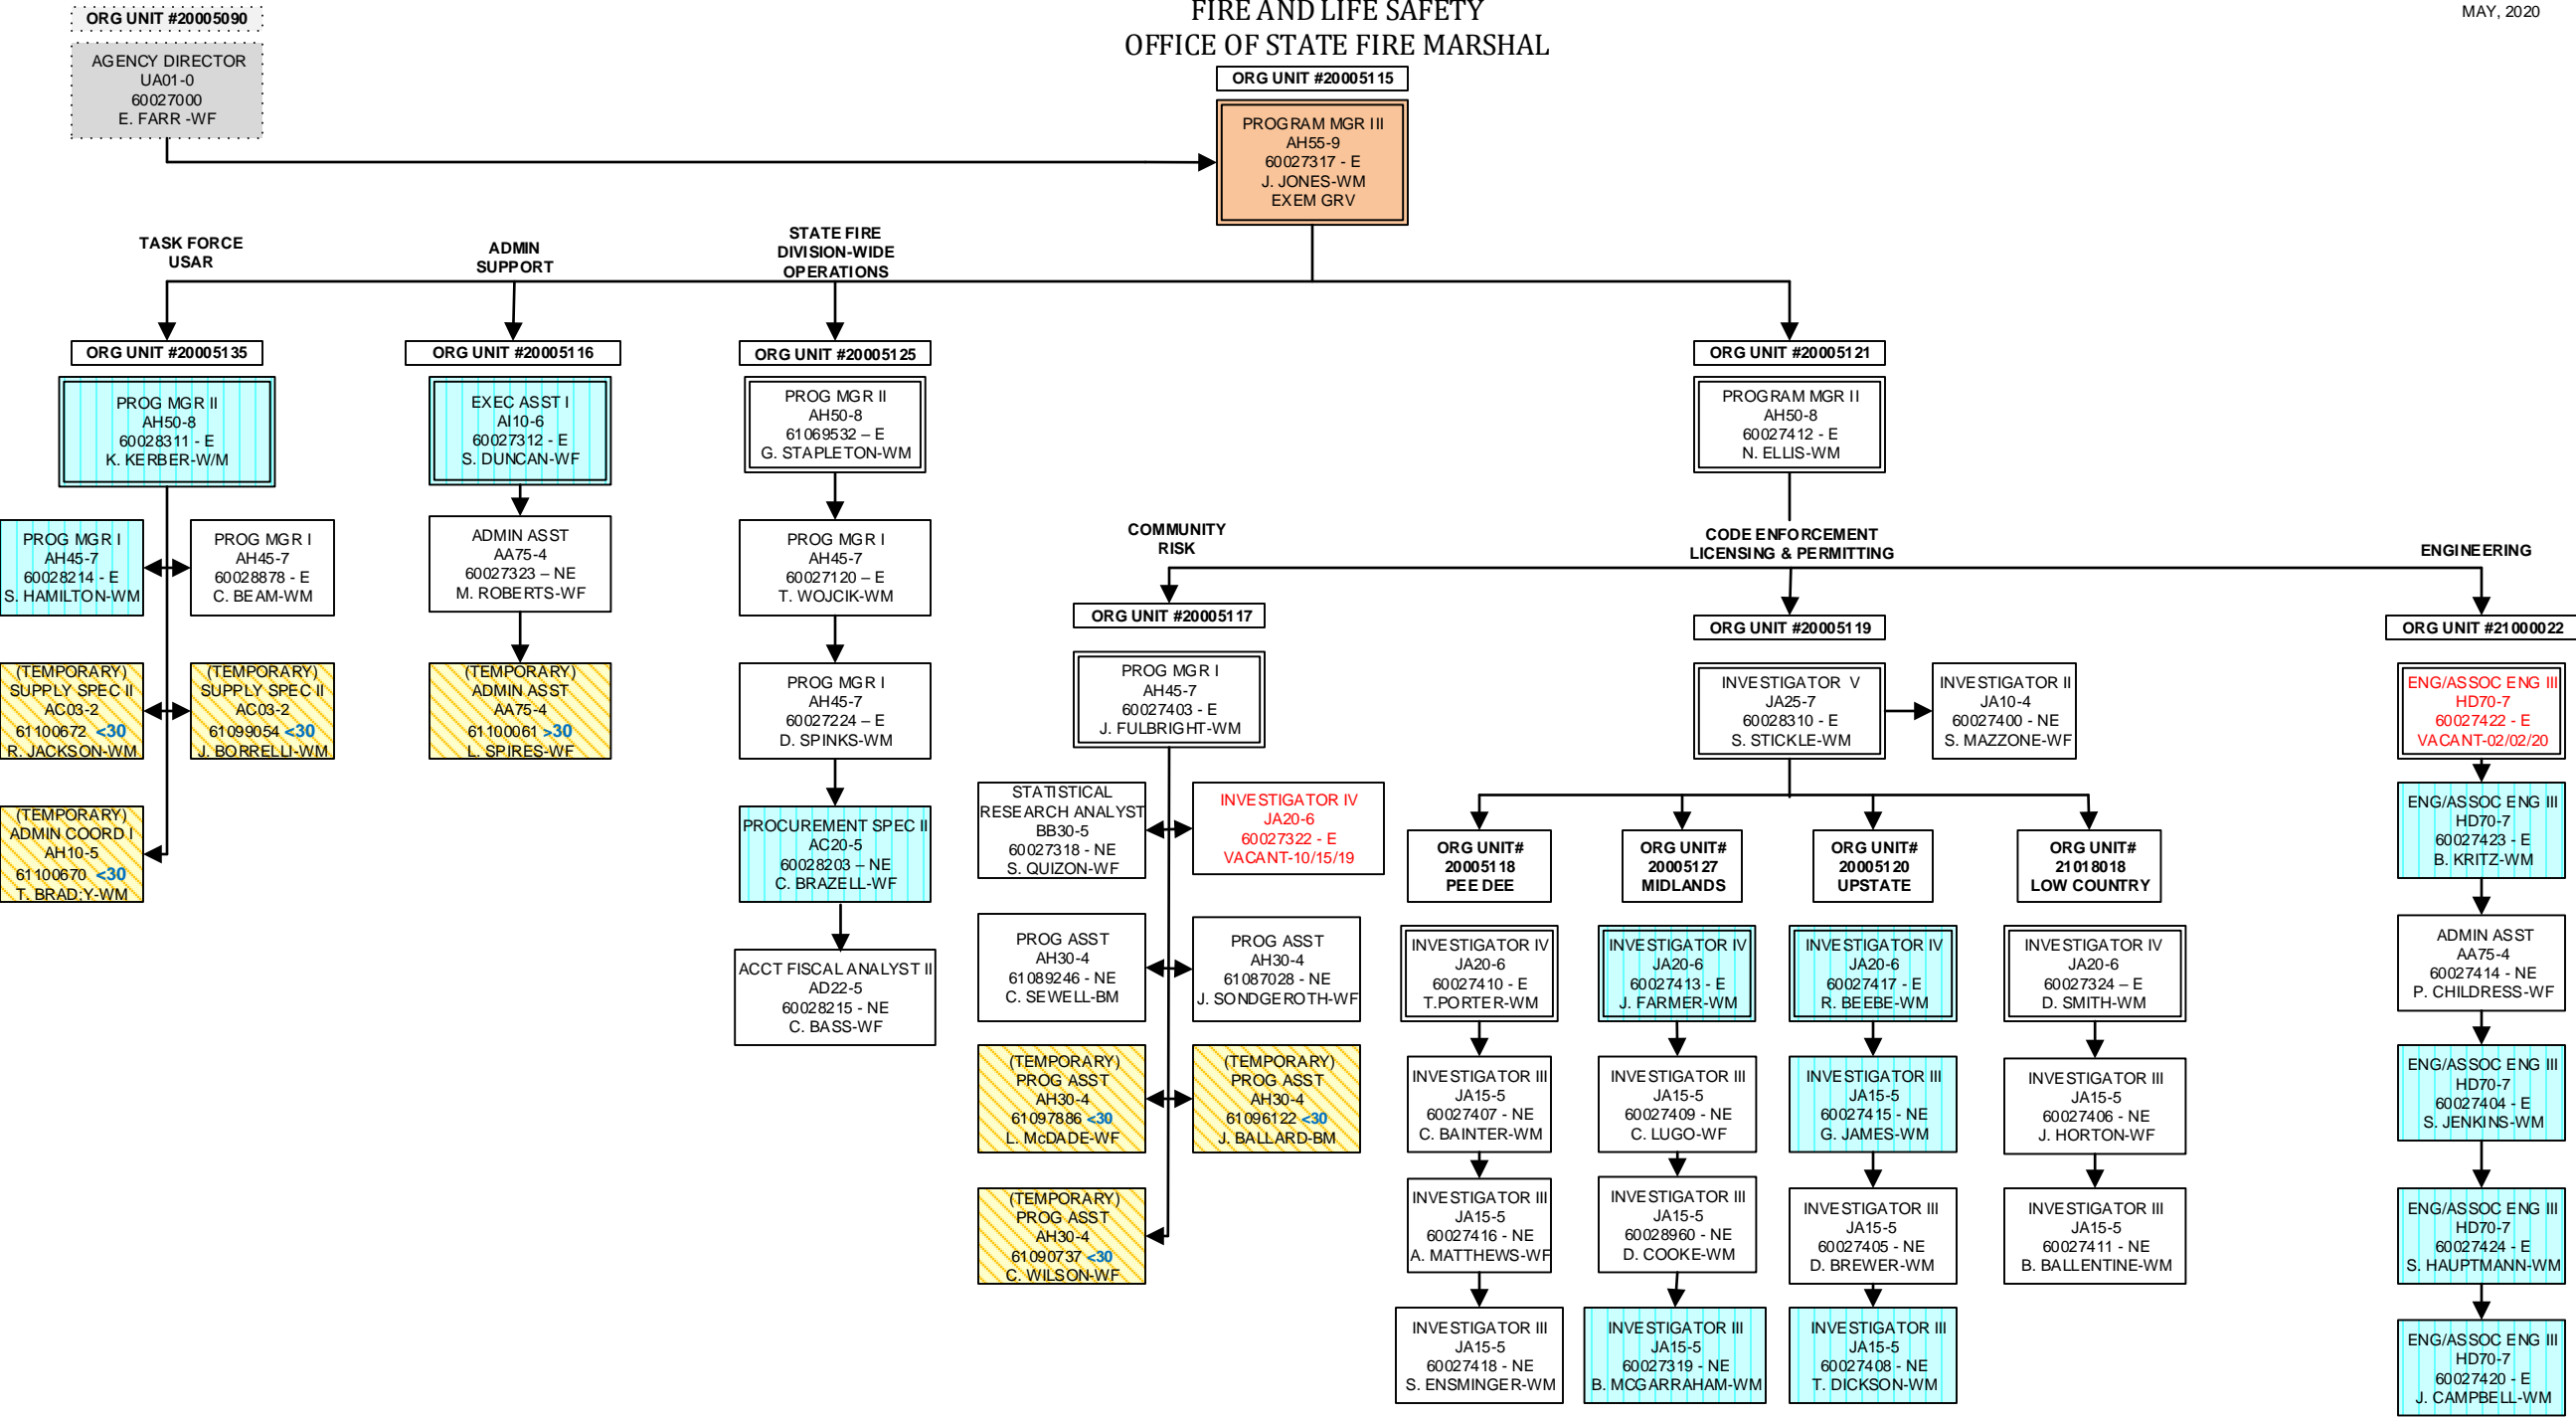 ORG UNIT #20005090
FIRE AND LIFE SAFETY
OFFICE OF STATE FIRE MARSHAL
MAY, 2020
AGENCY DIRECTOR
UA01-0
60027000
E. FARR -WF
ORG UNIT #20005115
PROGRAM MGR III
AH55-9
60027317 - E
J. JONES-WM
EXEM GRV
TASK FORCE
USAR
ADMIN
SUPPORT
STATE FIRE
DIVISION-WIDE
OPERATIONS
ORG UNIT #20005135
PROG MGR II
AH50-8
60028311 - E
K. KERBER-W/M
PROG MGR I
AH45-7
60028214 - E
S. HAMILTON-WM
PROG MGR I
AH45-7
60028878 - E
C. BEAM-WM
(TEMPORARY)
SUPPLY SPEC II
AC03-2
61100672 <30
R. JACKSON-WM
(TEMPORARY)
SUPPLY SPEC II
AC03-2
61099054 <30
J. BORRELLI-WM
(TEMPORARY)
ADMIN COORD I
AH10-5
61100670 <30
T. BRAD;Y-WM
ORG UNIT #20005116
EXEC ASST I
AI10-6
60027312 - E
S. DUNCAN-WF
ADMIN ASST
AA75-4
60027323 – NE
M. ROBERTS-WF
(TEMPORARY)
ADMIN ASST
AA75-4
61100061 >30
L. SPIRES-WF
ORG UNIT #20005125
PROG MGR II
AH50-8
61069532 – E
G. STAPLETON-WM
PROG MGR I
AH45-7
60027120 – E
T. WOJCIK-WM
PROG MGR I
AH45-7
60027224 – E
D. SPINKS-WM
PROCUREMENT SPEC II
AC20-5
60028203 – NE
C. BRAZELL-WF
ACCT FISCAL ANALYST II
AD22-5
60028215 - NE
C. BASS-WF
ORG UNIT #20005121
PROGRAM MGR II
AH50-8
60027412 - E
N. ELLIS-WM
COMMUNITY
RISK
CODE ENFORCEMENT
LICENSING & PERMITTING
ENGINEERING
ORG UNIT #20005117
PROG MGR I
AH45-7
60027403 - E
J. FULBRIGHT-WM
STATISTICAL
RESEARCH ANALYST
BB30-5
60027318 - NE
S. QUIZON-WF
INVESTIGATOR IV
JA20-6
60027322 - E
VACANT-10/15/19
PROG ASST
AH30-4
61089246 - NE
C. SEWELL-BM
PROG ASST
AH30-4
61087028 - NE
J. SONDGEROTH-WF
(TEMPORARY)
PROG ASST
AH30-4
61097886 <30
L. McDADE-WF
(TEMPORARY)
PROG ASST
AH30-4
61096122 <30
J. BALLARD-BM
(TEMPORARY)
PROG ASST
AH30-4
61090737 <30
C. WILSON-WF
ORG UNIT #20005119
INVESTIGATOR V
JA25-7
60028310 - E
S. STICKLE-WM
INVESTIGATOR II
JA10-4
60027400 - NE
S. MAZZONE-WF
ORG UNIT#
20005118
PEE DEE
INVESTIGATOR IV
JA20-6
60027410 - E
T.PORTER-WM
INVESTIGATOR III
JA15-5
60027407 - NE
C. BAINTER-WM
INVESTIGATOR III
JA15-5
60027416 - NE
A. MATTHEWS-WF
INVESTIGATOR III
JA15-5
60027418 - NE
S. ENSMINGER-WM
ORG UNIT#
20005127
MIDLANDS
INVESTIGATOR IV
JA20-6
60027413 - E
J. FARMER-WM
INVESTIGATOR III
JA15-5
60027409 - NE
C. LUGO-WF
INVESTIGATOR III
JA15-5
60028960 - NE
D. COOKE-WM
INVESTIGATOR III
JA15-5
60027319 - NE
B. MCGARRAHAM-WM
ORG UNIT#
20005120
UPSTATE
INVESTIGATOR IV
JA20-6
60027417 - E
R. BEEBE-WM
INVESTIGATOR III
JA15-5
60027415 - NE
G. JAMES-WM
INVESTIGATOR III
JA15-5
60027405 - NE
D. BREWER-WM
INVESTIGATOR III
JA15-5
60027408 - NE
T. DICKSON-WM
ORG UNIT#
21018018
LOW COUNTRY
INVESTIGATOR IV
JA20-6
60027324 – E
D. SMITH-WM
INVESTIGATOR III
JA15-5
60027406 - NE
J. HORTON-WF
INVESTIGATOR III
JA15-5
60027411 - NE
B. BALLENTINE-WM
ORG UNIT #21000022
ENG/ASSOC ENG III
HD70-7
60027422 - E
VACANT-02/02/20
ENG/ASSOC ENG III
HD70-7
60027423 - E
B. KRITZ-WM
ADMIN ASST
AA75-4
60027414 - NE
P. CHILDRESS-WF
ENG/ASSOC ENG III
HD70-7
60027404 - E
S. JENKINS-WM
ENG/ASSOC ENG III
HD70-7
60027424 - E
S. HAUPTMANN-WM
ENG/ASSOC ENG III
HD70-7
60027420 - E
J. CAMPBELL-WM